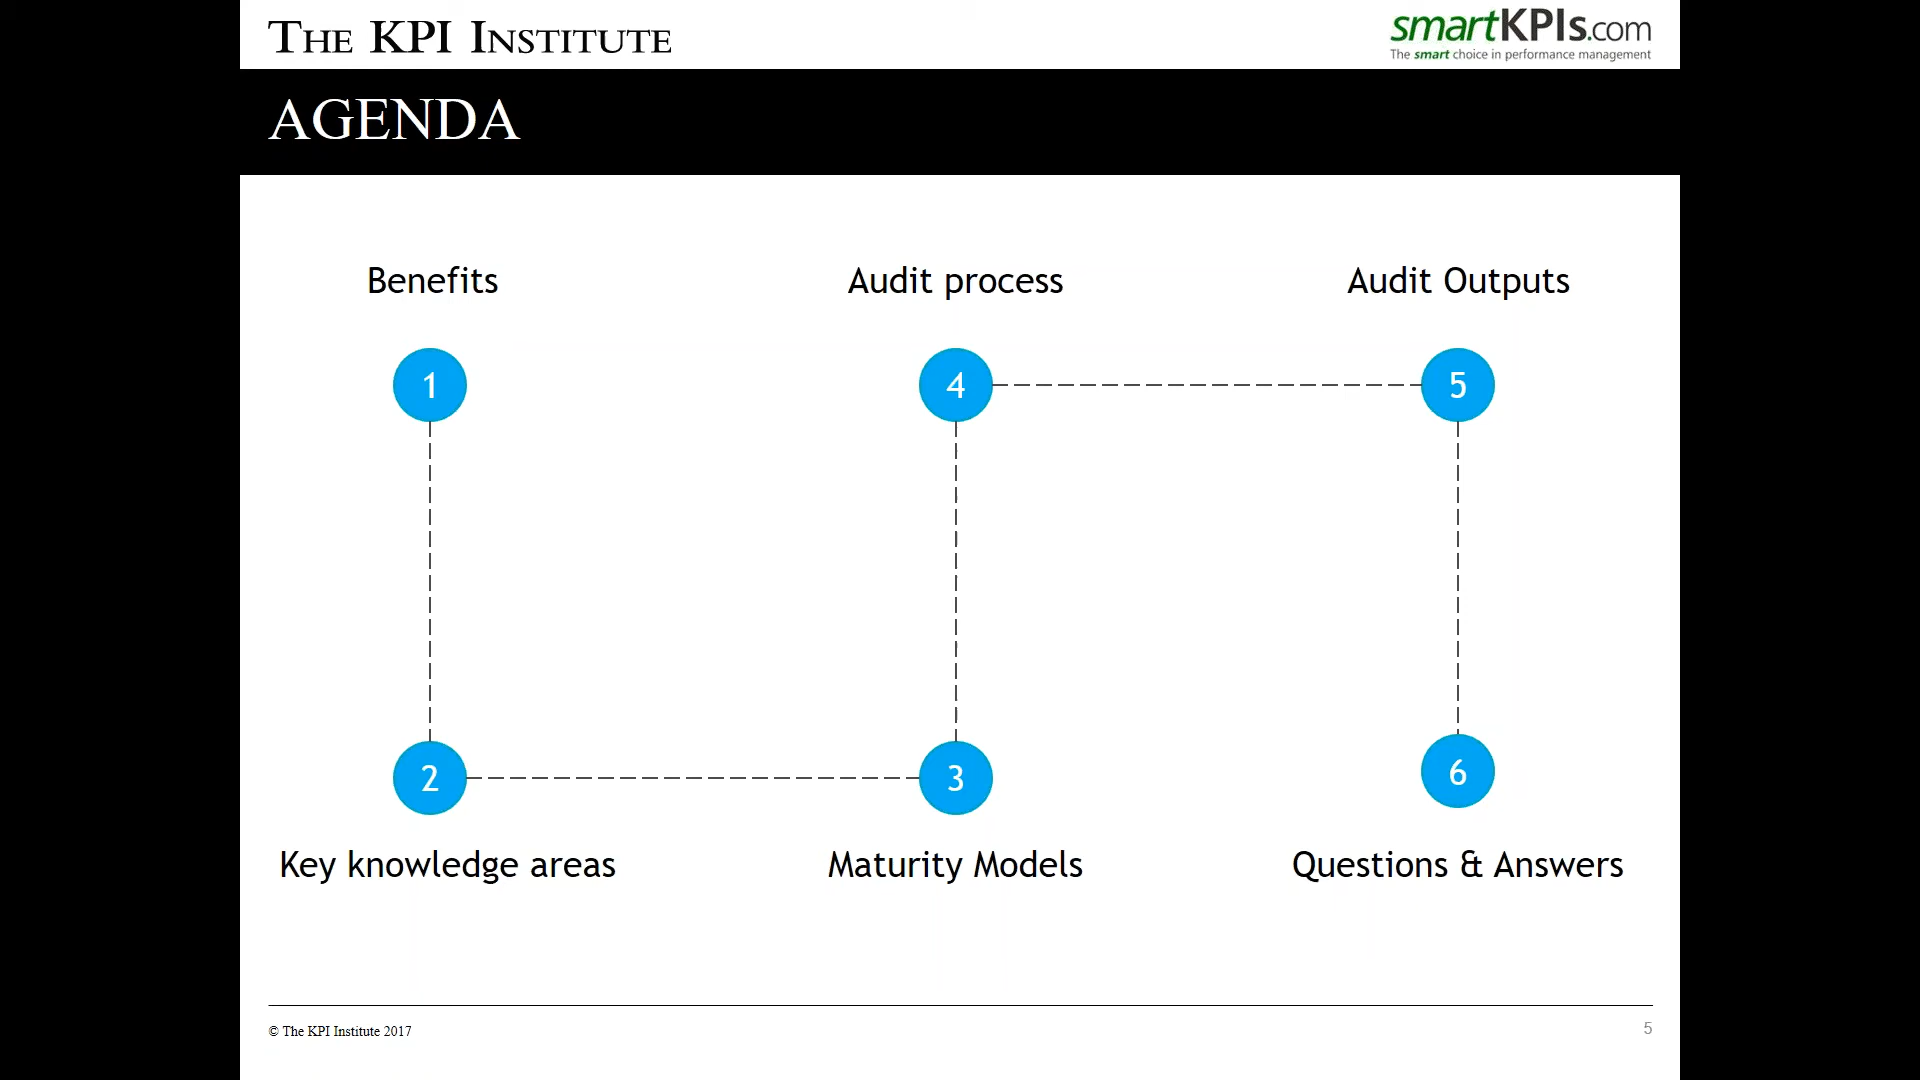 THE KPI INSTITUTE
smartKPIs.com
The smart choice in performance management
AGENDA
Benefits
Audit process
Audit Outputs
1
4
5
2
3
6
Key knowledge areas
Maturity Models
Questions & Answers
© The KPI Institute 2017
5